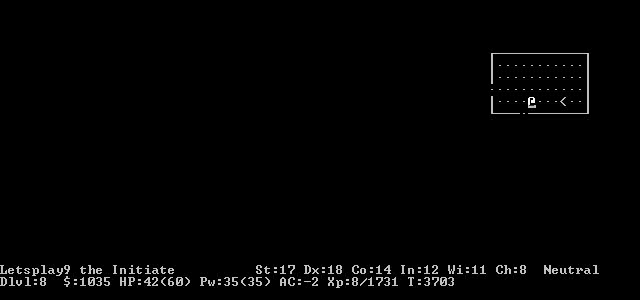 Letsplay9 the Initiate St:17 Dx:18 Co:14 In:12 Wi:11 Ch:8 Neutral
Dlvl:8 $:1035 HP:42(60) Pw:35(35) AC:-2 Xp:8/1731 T:3703